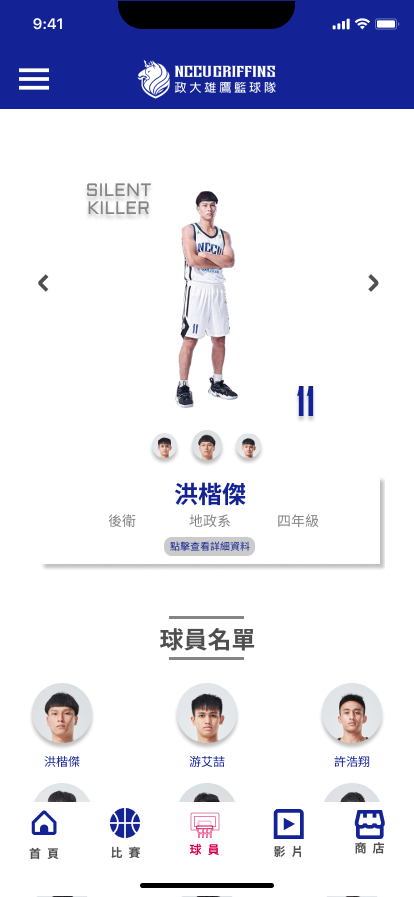 9:41
NCCU GRIFFINS
政大雄鷹籃球隊
SILENT
KILLER
NCCU
11
11
洪楷傑
後衛 地政系 四年級
點擊查看詳細資料
球員名單
洪楷傑 游艾喆 許浩翔
首頁 比賽 球員 影片 商店